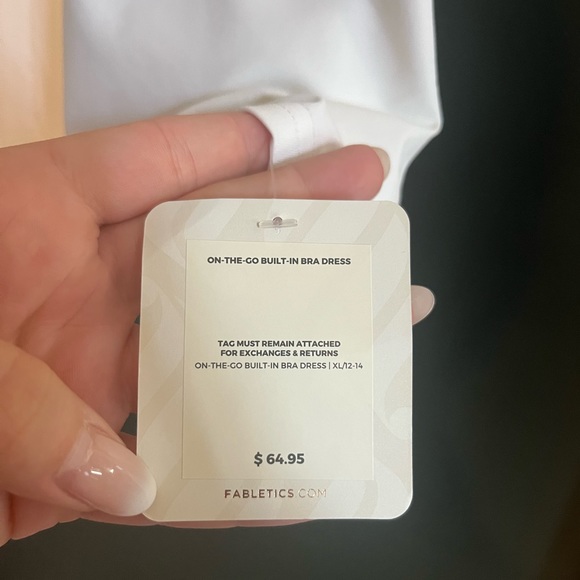 ON-THE-GO BUILT-IN BRA DRESS
TAG MUST REMAIN ATTACHED
FOR EXCHANGES & RETURNS
ON-THE-GO BUILT-IN BRA DRESS | XL/12-14
$ 64.95
FABLETICS.COM